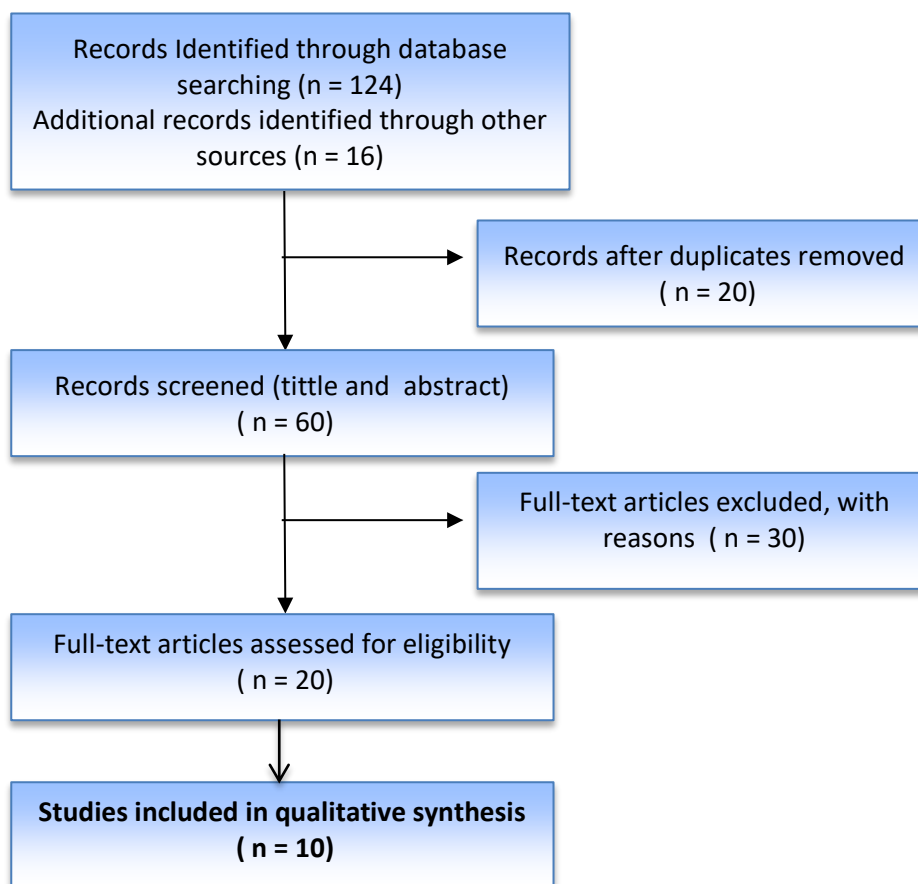 Records Identified through database
searching (n = 124)
Additional records identified through other
sources (n = 16)
Records after duplicates removed
( n = 20)
Records screened (tittle and  abstract)
( n = 60)
Full-text articles excluded, with
reasons  ( n = 30)
Full-text articles assessed for eligibility
( n = 20)
Studies included in qualitative synthesis
( n = 10)